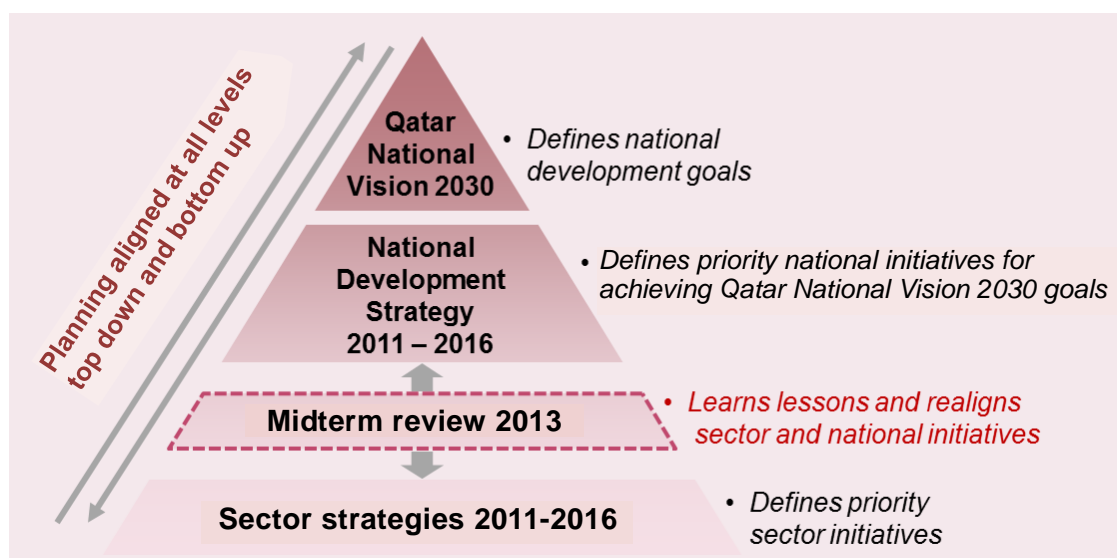 Planning aligned at all levels
top down and bottom up
Qatar
National
Vision 2030
• Defines national
development goals
National
Development
Strategy
2011 – 2016
• Defines priority national initiatives for
achieving Qatar National Vision 2030 goals
Midterm review 2013
• Learns lessons and realigns
sector and national initiatives
Sector strategies 2011-2016
• Defines priority
sector initiatives